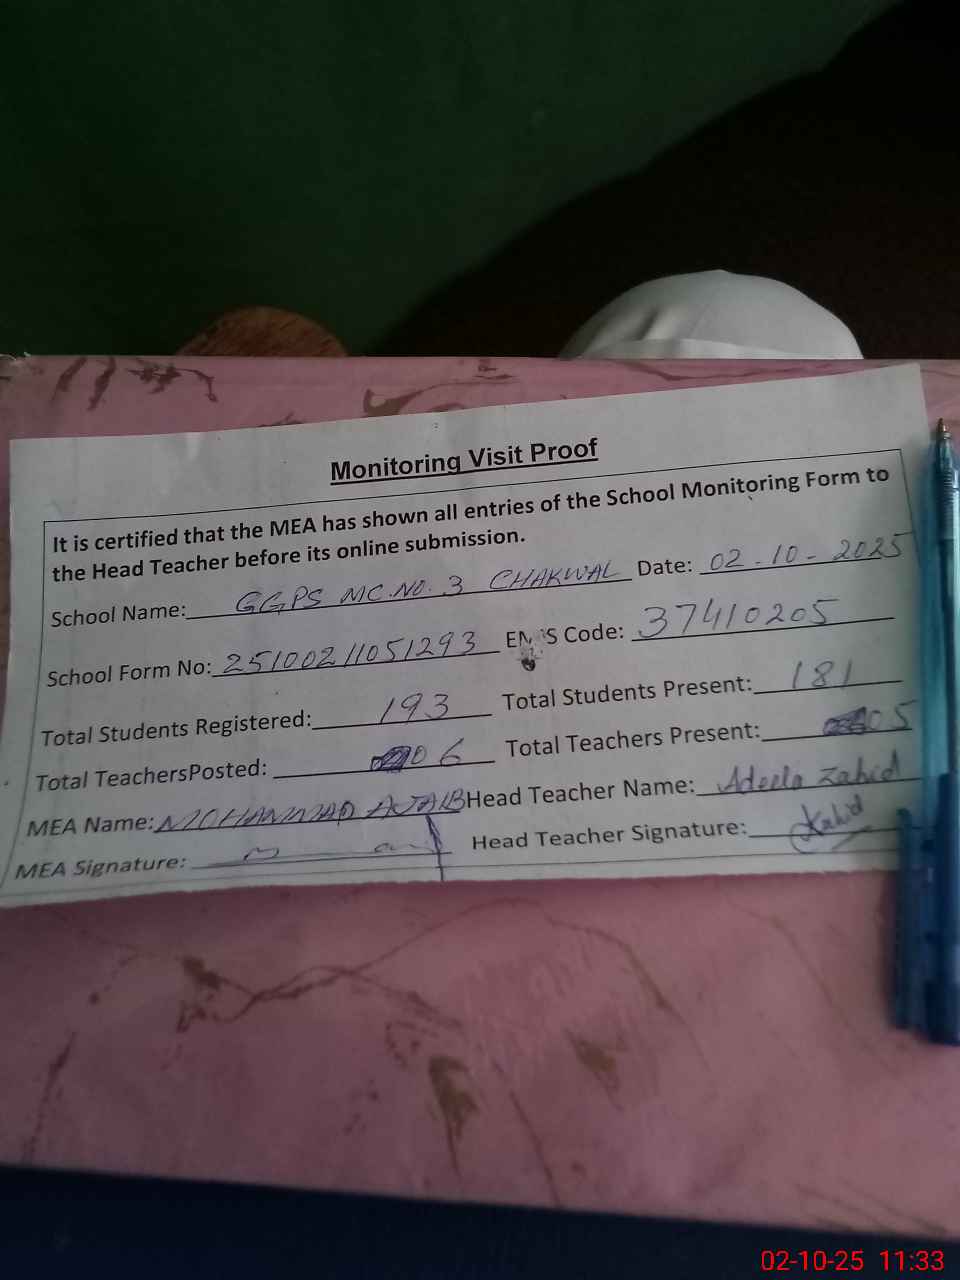 Monitoring Visit Proof
It is certified that the MEA has shown all entries of the School Monitoring Form to
the Head Teacher before its online submission.
School Name: GGPS MC.NO. 3 CHAKWAL Date: 02-10-2025
School Form No: 25100211051293 EMIS Code: 37410205
Total Students Registered: 193 Total Students Present: 181
Total TeachersPosted: 06 Total Teachers Present: 05
MEA Name: MOHAMMAD AJAIB Head Teacher Name: Adeela Zahid
MEA Signature: Head Teacher Signature: Zahid
02-10-25 11:33